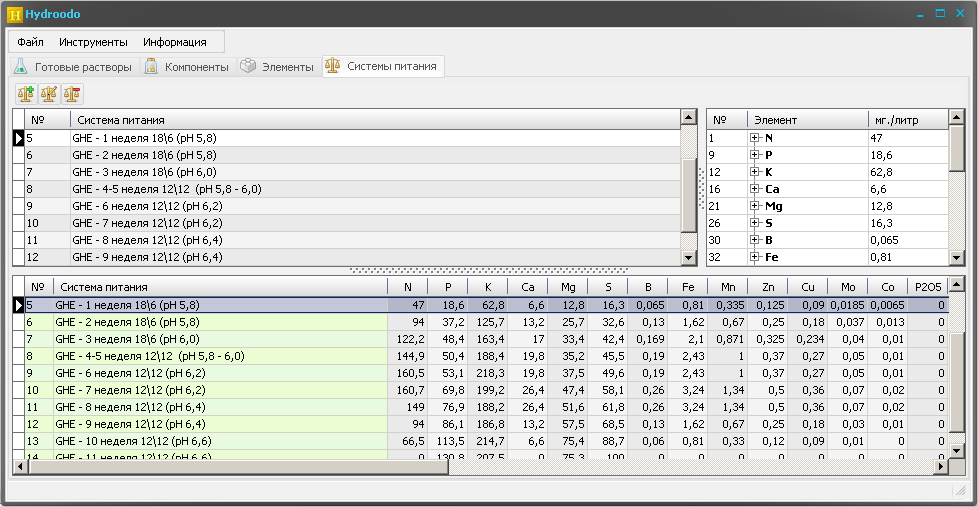 Hydroodo
Файл Инструменты Информация
Готовые растворы Компоненты Элементы Системы питания
№ Система питания
5 GHE - 1 неделя 18\6 (pH 5,8)
6 GHE - 2 неделя 18\6 (pH 5,8)
7 GHE - 3 неделя 18\6 (pH 6,0)
8 GHE - 4-5 неделя 12\12 (pH 5,8 - 6,0)
9 GHE - 6 неделя 12\12 (pH 6,2)
10 GHE - 7 неделя 12\12 (pH 6,2)
11 GHE - 8 неделя 12\12 (pH 6,4)
12 GHE - 9 неделя 12\12 (pH 6,4)
№ Элемент мг./литр
1 N 47
9 P 18,6
12 K 62,8
16 Ca 6,6
21 Mg 12,8
26 S 16,3
30 B 0,065
32 Fe 0,81
№ Система питания N P K Ca Mg S B Fe Mn Zn Cu Mo Co P2O5
5 GHE - 1 неделя 18\6 (pH 5,8) 47 18,6 62,8 6,6 12,8 16,3 0,065 0,81 0,335 0,125 0,09 0,0185 0,0065 0
6 GHE - 2 неделя 18\6 (pH 5,8) 94 37,2 125,7 13,2 25,7 32,6 0,13 1,62 0,67 0,25 0,18 0,037 0,013 0
7 GHE - 3 неделя 18\6 (pH 6,0) 122,2 48,4 163,4 17 33,4 42,4 0,169 2,1 0,871 0,325 0,234 0,04 0,01 0
8 GHE - 4-5 неделя 12\12 (pH 5,8 - 6,0) 144,9 50,4 188,4 19,8 35,2 45,5 0,19 2,43 1 0,37 0,27 0,05 0,01 0
9 GHE - 6 неделя 12\12 (pH 6,2) 160,5 53,1 218,3 19,8 37,5 49,6 0,19 2,43 1 0,37 0,27 0,05 0,01 0
10 GHE - 7 неделя 12\12 (pH 6,2) 160,7 69,8 199,2 26,4 47,4 58,1 0,26 3,24 1,34 0,5 0,36 0,07 0,02 0
11 GHE - 8 неделя 12\12 (pH 6,4) 149 76,9 188,2 26,4 51,6 61,8 0,26 3,24 1,34 0,5 0,36 0,07 0,02 0
12 GHE - 9 неделя 12\12 (pH 6,4) 94 86,1 186,8 13,2 57,5 68,5 0,13 1,62 0,67 0,25 0,18 0,03 0,01 0
13 GHE - 10 неделя 12\12 (pH 6,6) 66,5 113,5 214,7 6,6 75,4 88,7 0,06 0,81 0,33 0,12 0,09 0,01 0 0
14 GHE - 11 неделя 12\12 (pH 6,6) 0 130,8 207,5 0 75,3 100 0 0 0 0 0 0 0 0